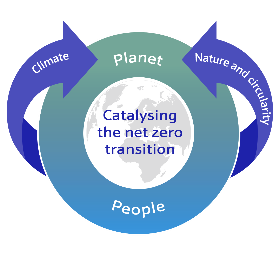 Climate
Planet
Nature and circularity
Catalysing
the net zero
transition
People